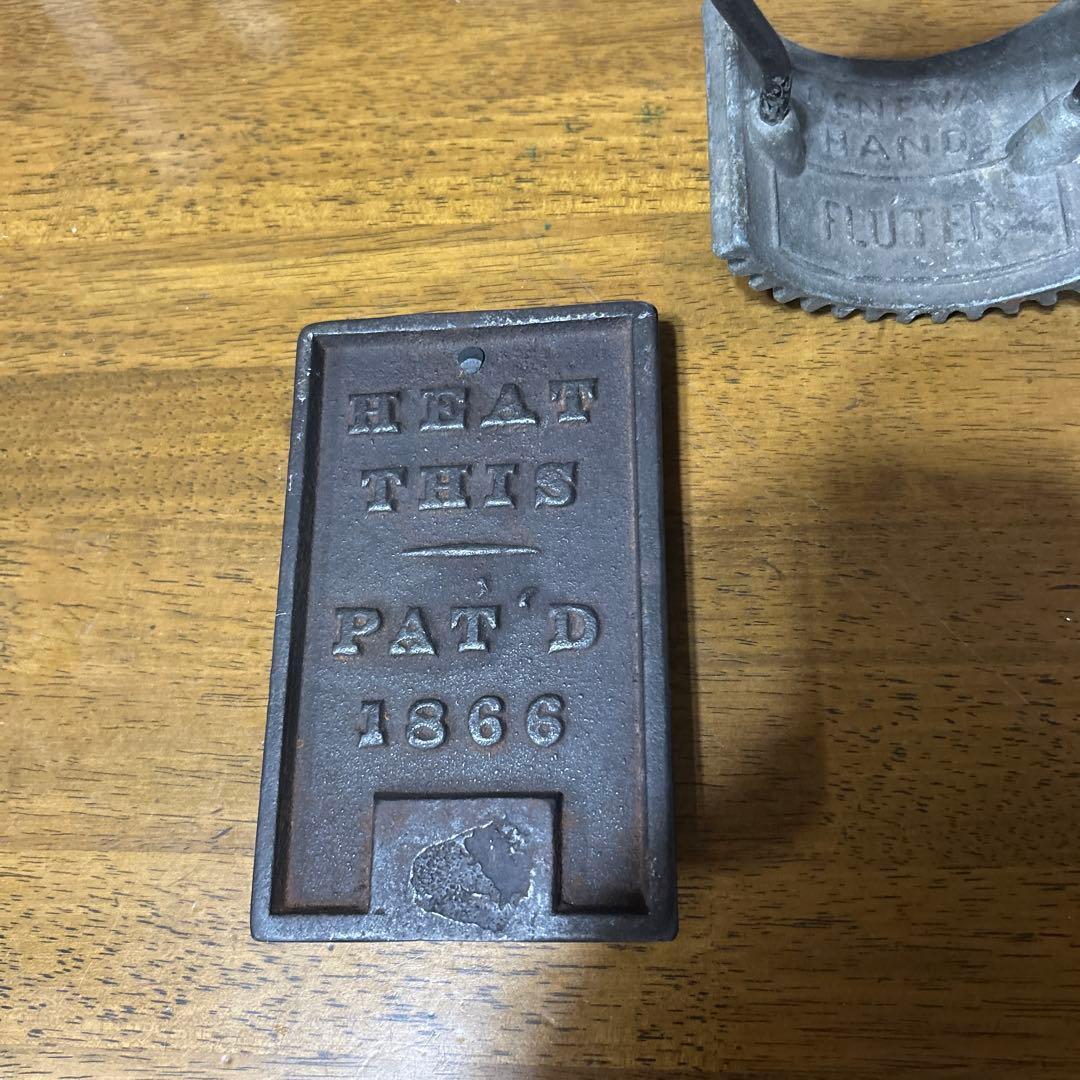 HAND
FLUTER
HEAT
THIS
PAT'D
1866